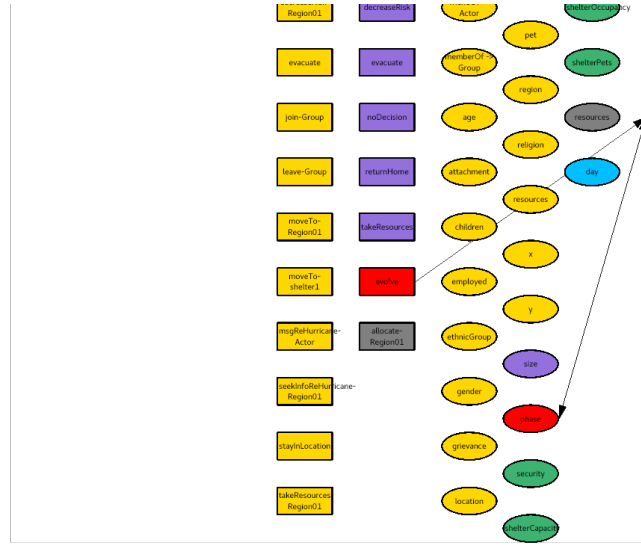 Region01
evacuate
join-Group
leave-Group
moveTo-
Region01
moveTo-
shelter1
msgReHurricane-
Actor
seekInfoReHurricane-
Region01
stayInLocation
takeResources
Region01
decreaseRisk
evacuate
noDecision
returnHome
takeResources
evolve
allocate-
Region01
Actor
memberOf ->
Group
age
attachment
children
employed
ethnicGroup
gender
grievance
location
pet
region
religion
resources
x
y
size
phase
security
shelterCapacity
shelterOccupancy
shelterPets
resources
day